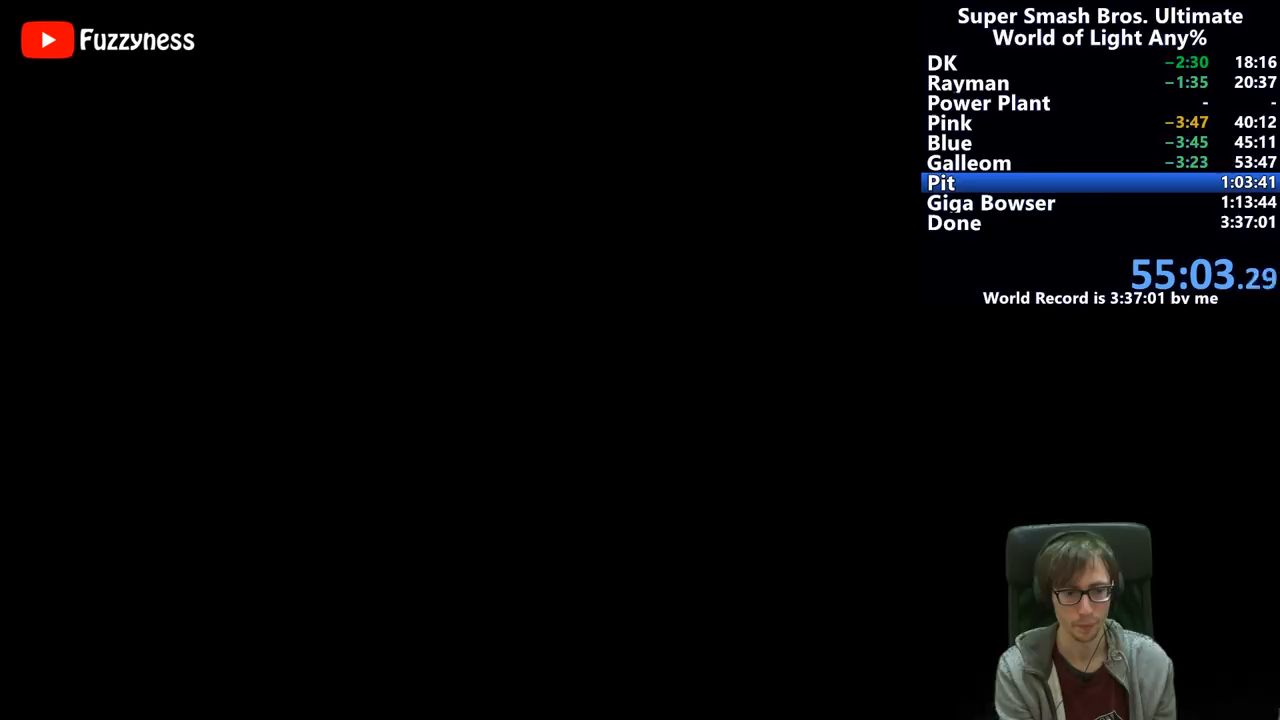 Fuzzyness
Super Smash Bros. Ultimate
World of Light Any%
DK −2:30 18:16
Rayman −1:35 20:37
Power Plant - -
Pink −3:47 40:12
Blue −3:45 45:11
Galleom −3:23 53:47
Pit 1:03:41
Giga Bowser 1:13:44
Done 3:37:01
55:03.29
World Record is 3:37:01 by me